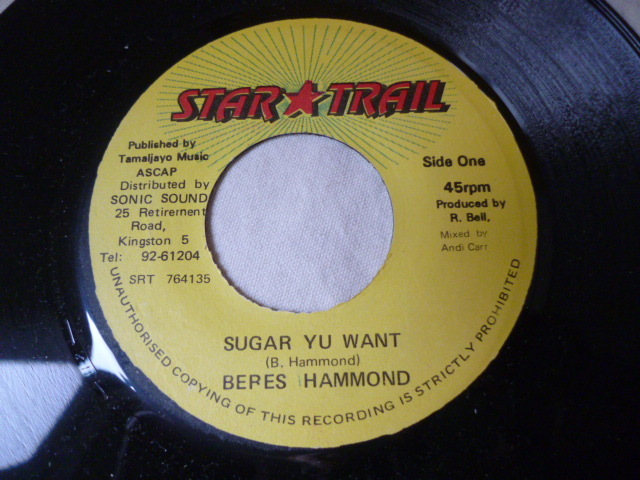 STAR TRAIL
Published by
Tamaljayo Music
ASCAP
Distributed by
SONIC SOUND
25 Retirement
Road,
Kingston 5
Tel: 92-61204
SRT 764135
Side One
45rpm
Produced by
R. Bell,
Mixed by
Andi Carr
SUGAR YU WANT
(B. Hammond)
BERES HAMMOND
UNAUTHORISED COPYING OF THIS RECORDING IS STRICTLY PROHIBITED